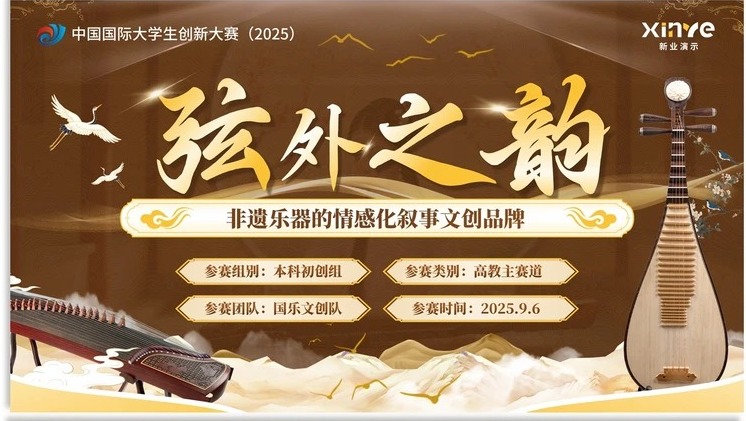 中国国际大学生创新大赛（2025）
xinye
新业演示
弦外之韵
非遗乐器的情感化叙事文创品牌
参赛组别：本科初创组
参赛类别：高教主赛道
参赛团队：国乐文创队
参赛时间：2025.9.6